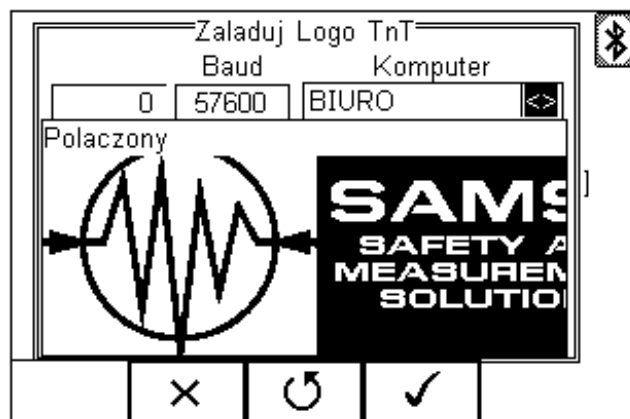 Zaladuj Logo TnT
Baud Komputer
0 57600 BIURO <>
Polaczony
SAMS
SAFETY A
MEASUREM
SOLUTIO